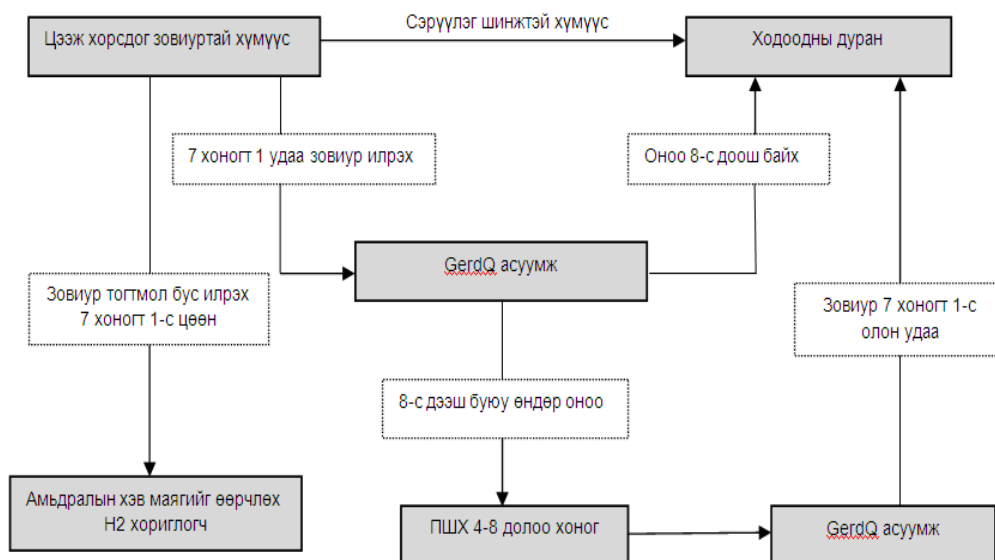 Сэрүүлэг шинжтэй хүмүүс
Цээж хорсдог зовиуртай хүмүүс
Ходоодны дуран
7 хоногт 1 удаа зовиур илрэх
Оноо 8-с доош байх
GerdQ асуумж
Зовиур тогтмол бус илрэх
7 хоногт 1-с цөөн
Зовиур 7 хоногт 1-с
олон удаа
8-с дээш буюу өндөр оноо
Амьдралын хэв маягийг өөрчлөх
Н2 хориглогч
ПШХ 4-8 долоо хоног
GerdQ асуумж